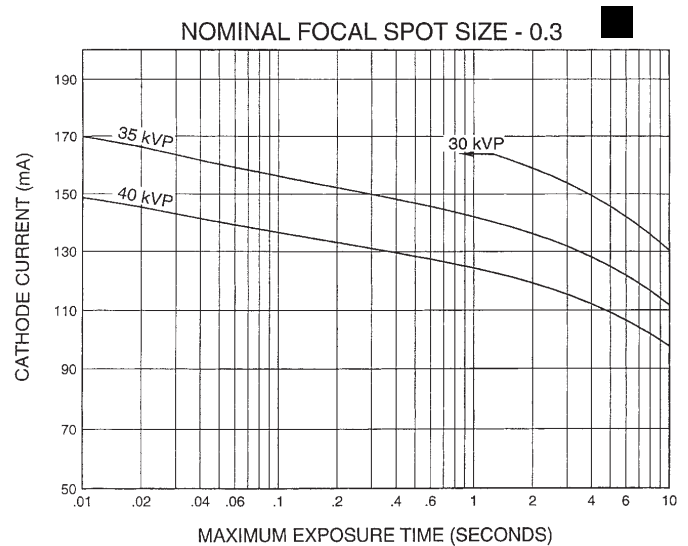 NOMINAL FOCAL SPOT SIZE - 0.3
CATHODE CURRENT (mA)
190
170
150
130
110
90
70
50
35 kVP
40 kVP
30 kVP
.01 .02 .04 .06 .1 .2 .4 .6 1 2 4 6 10
MAXIMUM EXPOSURE TIME (SECONDS)